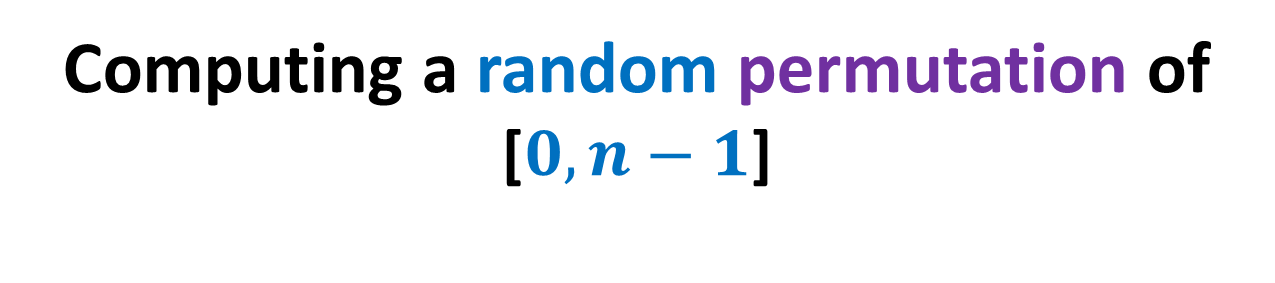 Computing a random permutation of
[0, n − 1]